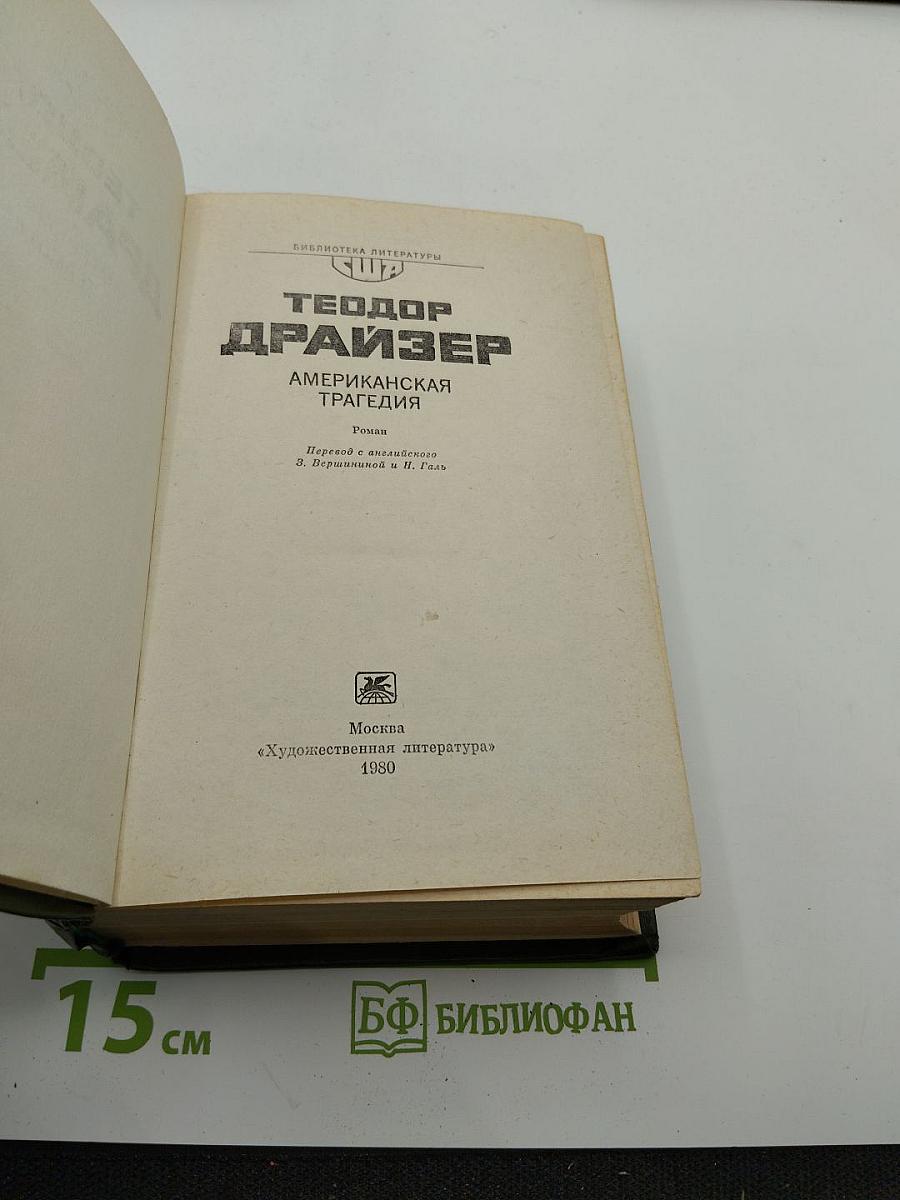 БИБЛИОТЕКА ЛИТЕРАТУРЫ
США
ТЕОДОР
ДРАЙЗЕР
АМЕРИКАНСКАЯ
ТРАГЕДИЯ
Роман
Перевод с английского
З. Вершининой и Н. Галь
Москва
«Художественная литература»
1980
15 см
БФ БИБЛИОФАН